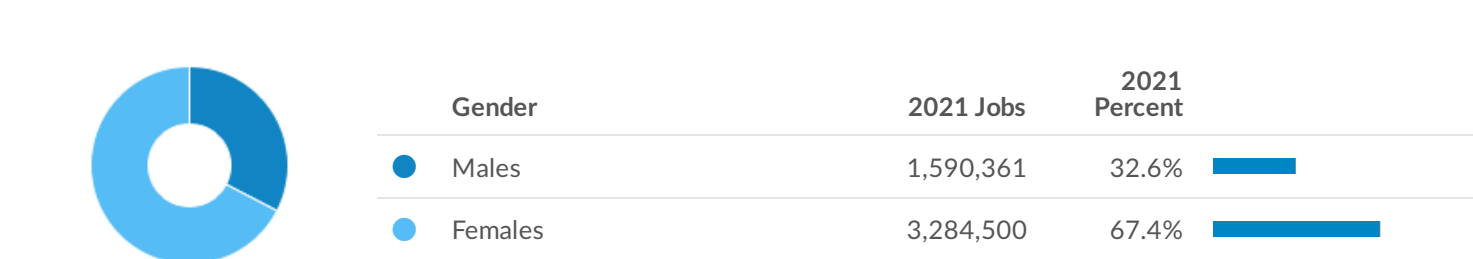 Gender 2021 Jobs 2021 Percent
Males 1,590,361 32.6%
Females 3,284,500 67.4%